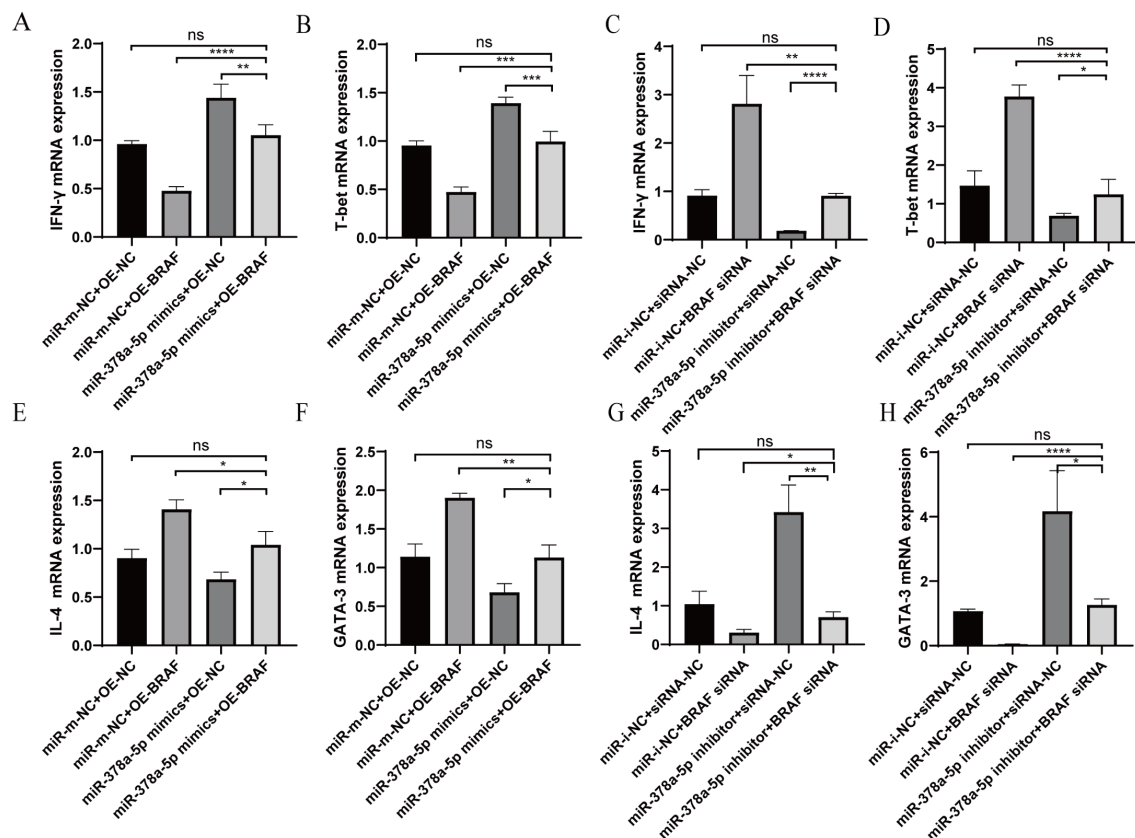 A
IFN-γ mRNA expression
2.0
1.5
1.0
0.5
0.0
ns
****
**
miR-m-NC+OE-NC
miR-m-NC+OE-BRAF
miR-378a-5p mimics+OE-NC
miR-378a-5p mimics+OE-BRAF
B
T-bet mRNA expression
2.0
1.5
1.0
0.5
0.0
ns
***
***
miR-m-NC+OE-NC
miR-m-NC+OE-BRAF
miR-378a-5p mimics+OE-NC
miR-378a-5p mimics+OE-BRAF
C
IFN-γ mRNA expression
4
3
2
1
0
ns
**
****
miR-i-NC+siRNA-NC
miR-i-NC+BRAF siRNA
miR-378a-5p inhibitor+siRNA-NC
miR-378a-5p inhibitor+BRAF siRNA
D
T-bet mRNA expression
5
4
3
2
1
0
ns
****
*
miR-i-NC+siRNA-NC
miR-i-NC+BRAF siRNA
miR-378a-5p inhibitor+siRNA-NC
miR-378a-5p inhibitor+BRAF siRNA
E
IL-4 mRNA expression
2.0
1.5
1.0
0.5
0.0
ns
*
*
miR-m-NC+OE-NC
miR-m-NC+OE-BRAF
miR-378a-5p mimics+OE-NC
miR-378a-5p mimics+OE-BRAF
F
GATA-3 mRNA expression
2.5
2.0
1.5
1.0
0.5
0.0
ns
**
*
miR-m-NC+OE-NC
miR-m-NC+OE-BRAF
miR-378a-5p mimics+OE-NC
miR-378a-5p mimics+OE-BRAF
G
IL-4 mRNA expression
5
4
3
2
1
0
ns
*
**
miR-i-NC+siRNA-NC
miR-i-NC+BRAF siRNA
miR-378a-5p inhibitor+siRNA-NC
miR-378a-5p inhibitor+BRAF siRNA
H
GATA-3 mRNA expression
6
4
2
0
ns
****
*
miR-i-NC+siRNA-NC
miR-i-NC+BRAF siRNA
miR-378a-5p inhibitor+siRNA-NC
miR-378a-5p inhibitor+BRAF siRNA